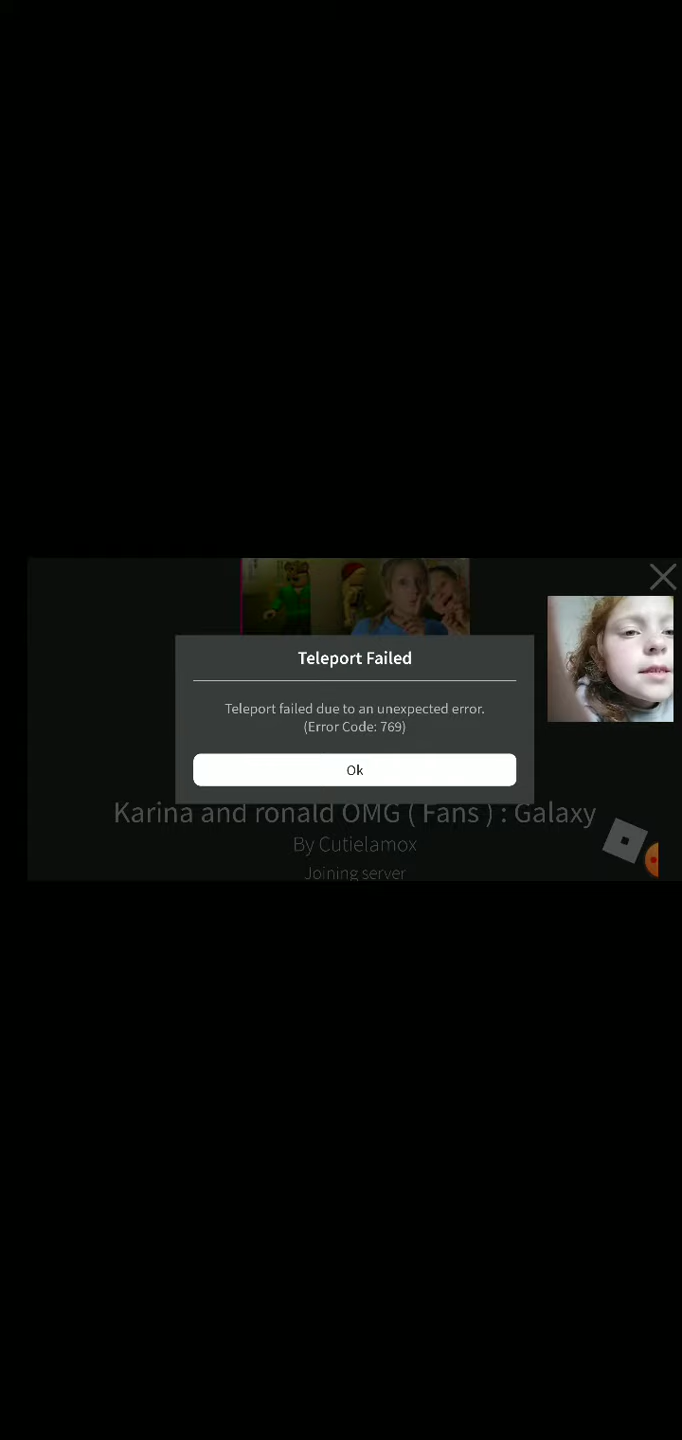 Teleport Failed
Teleport failed due to an unexpected error.
(Error Code: 769)
Ok
Karina and ronald OMG ( Fans ) : Galaxy
By Cutielamox
Joining server